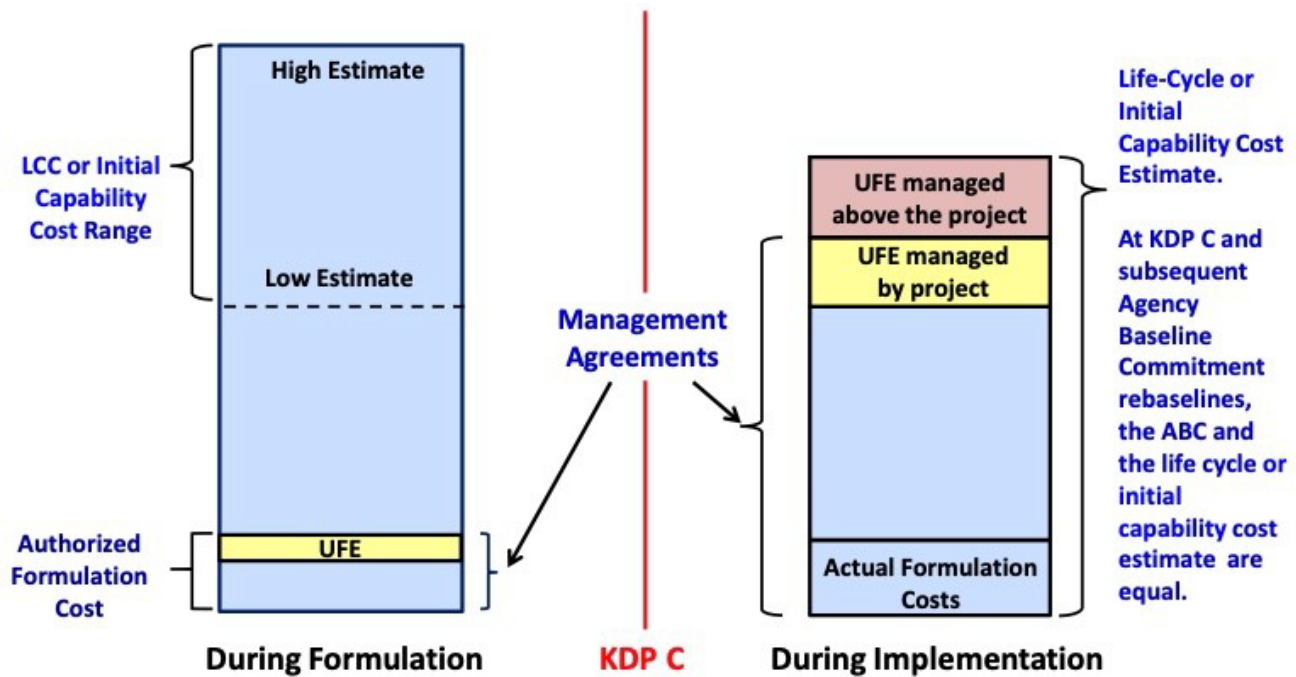 High Estimate
LCC or Initial
Capability
Cost Range
Low Estimate
Authorized
Formulation
Cost
UFE
During Formulation
Management
Agreements
KDP C
UFE managed
above the project
UFE managed
by project
Actual Formulation
Costs
During Implementation
Life-Cycle or
Initial
Capability Cost
Estimate.
At KDP C and
subsequent
Agency
Baseline
Commitment
rebaselines,
the ABC and
the life cycle or
initial
capability cost
estimate are
equal.